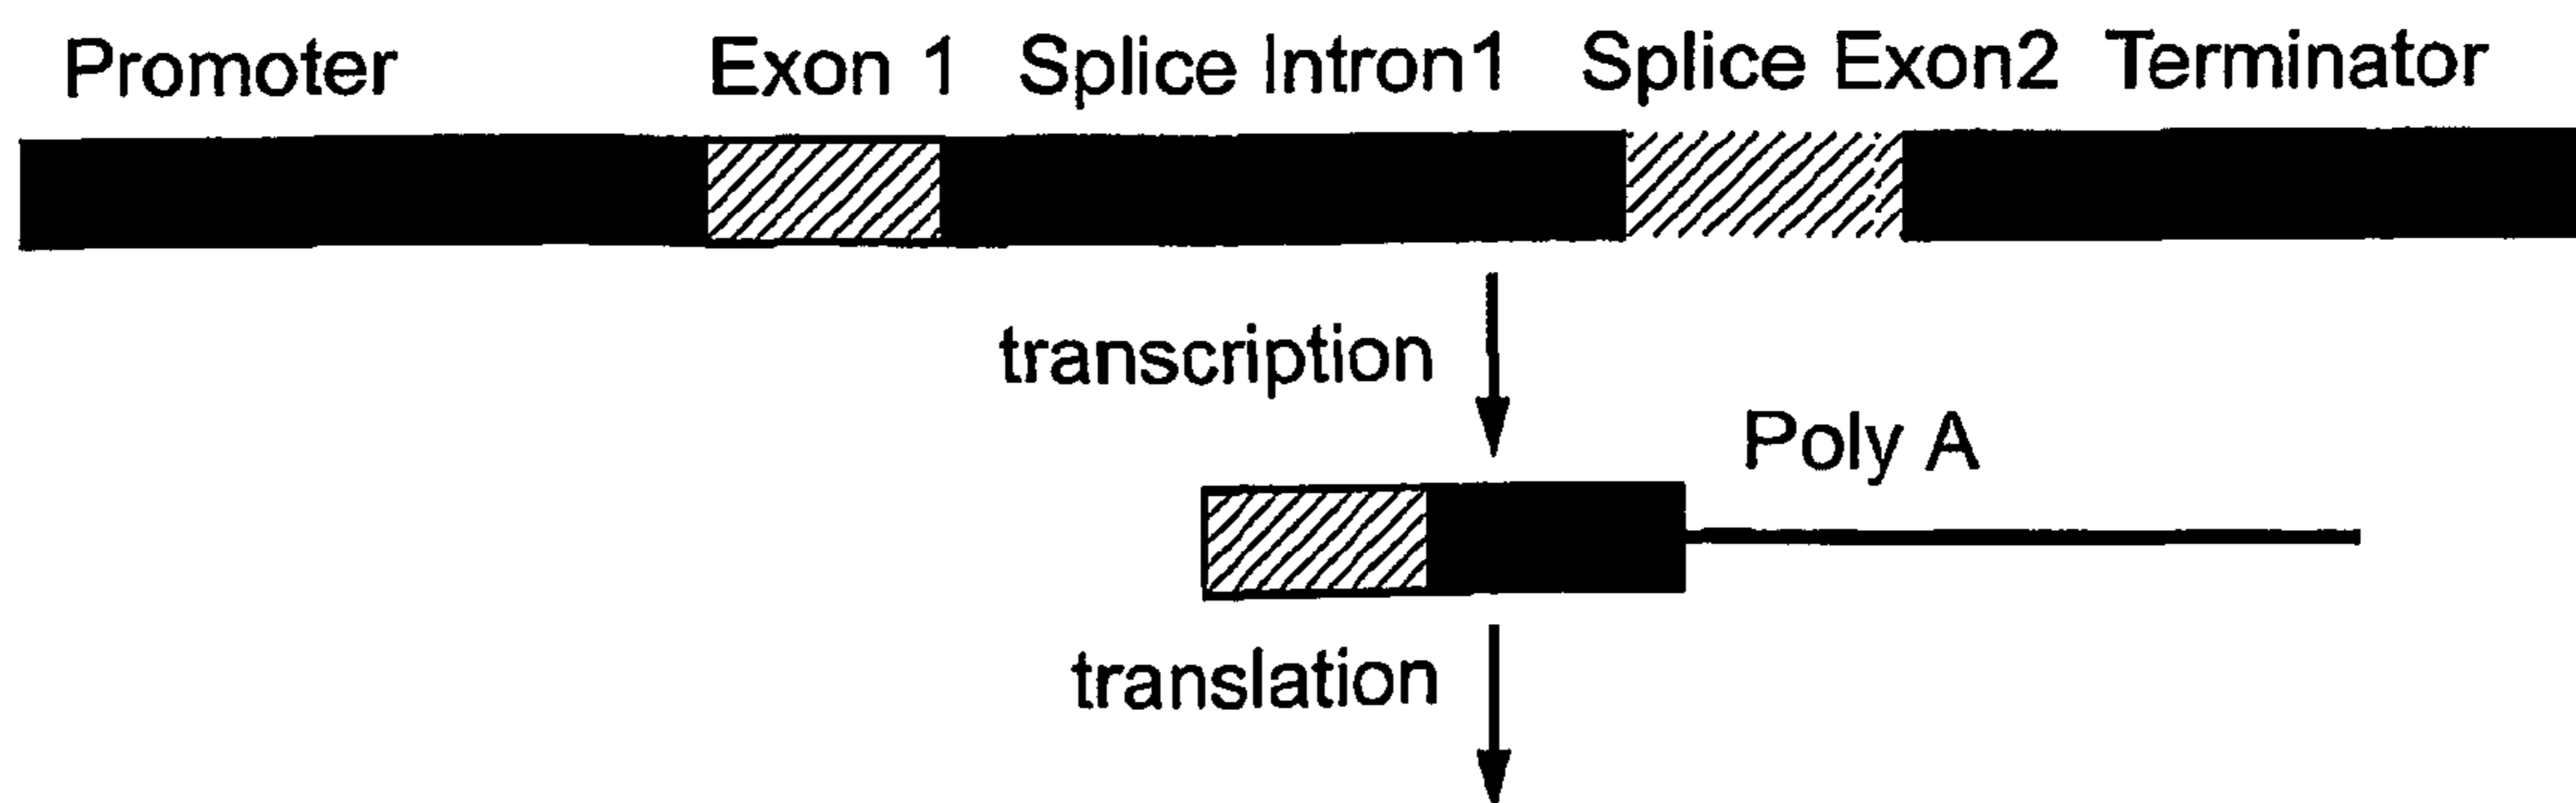 Promoter Exon 1 Splice Intron1 Splice Exon2 Terminator
transcription
Poly A
translation